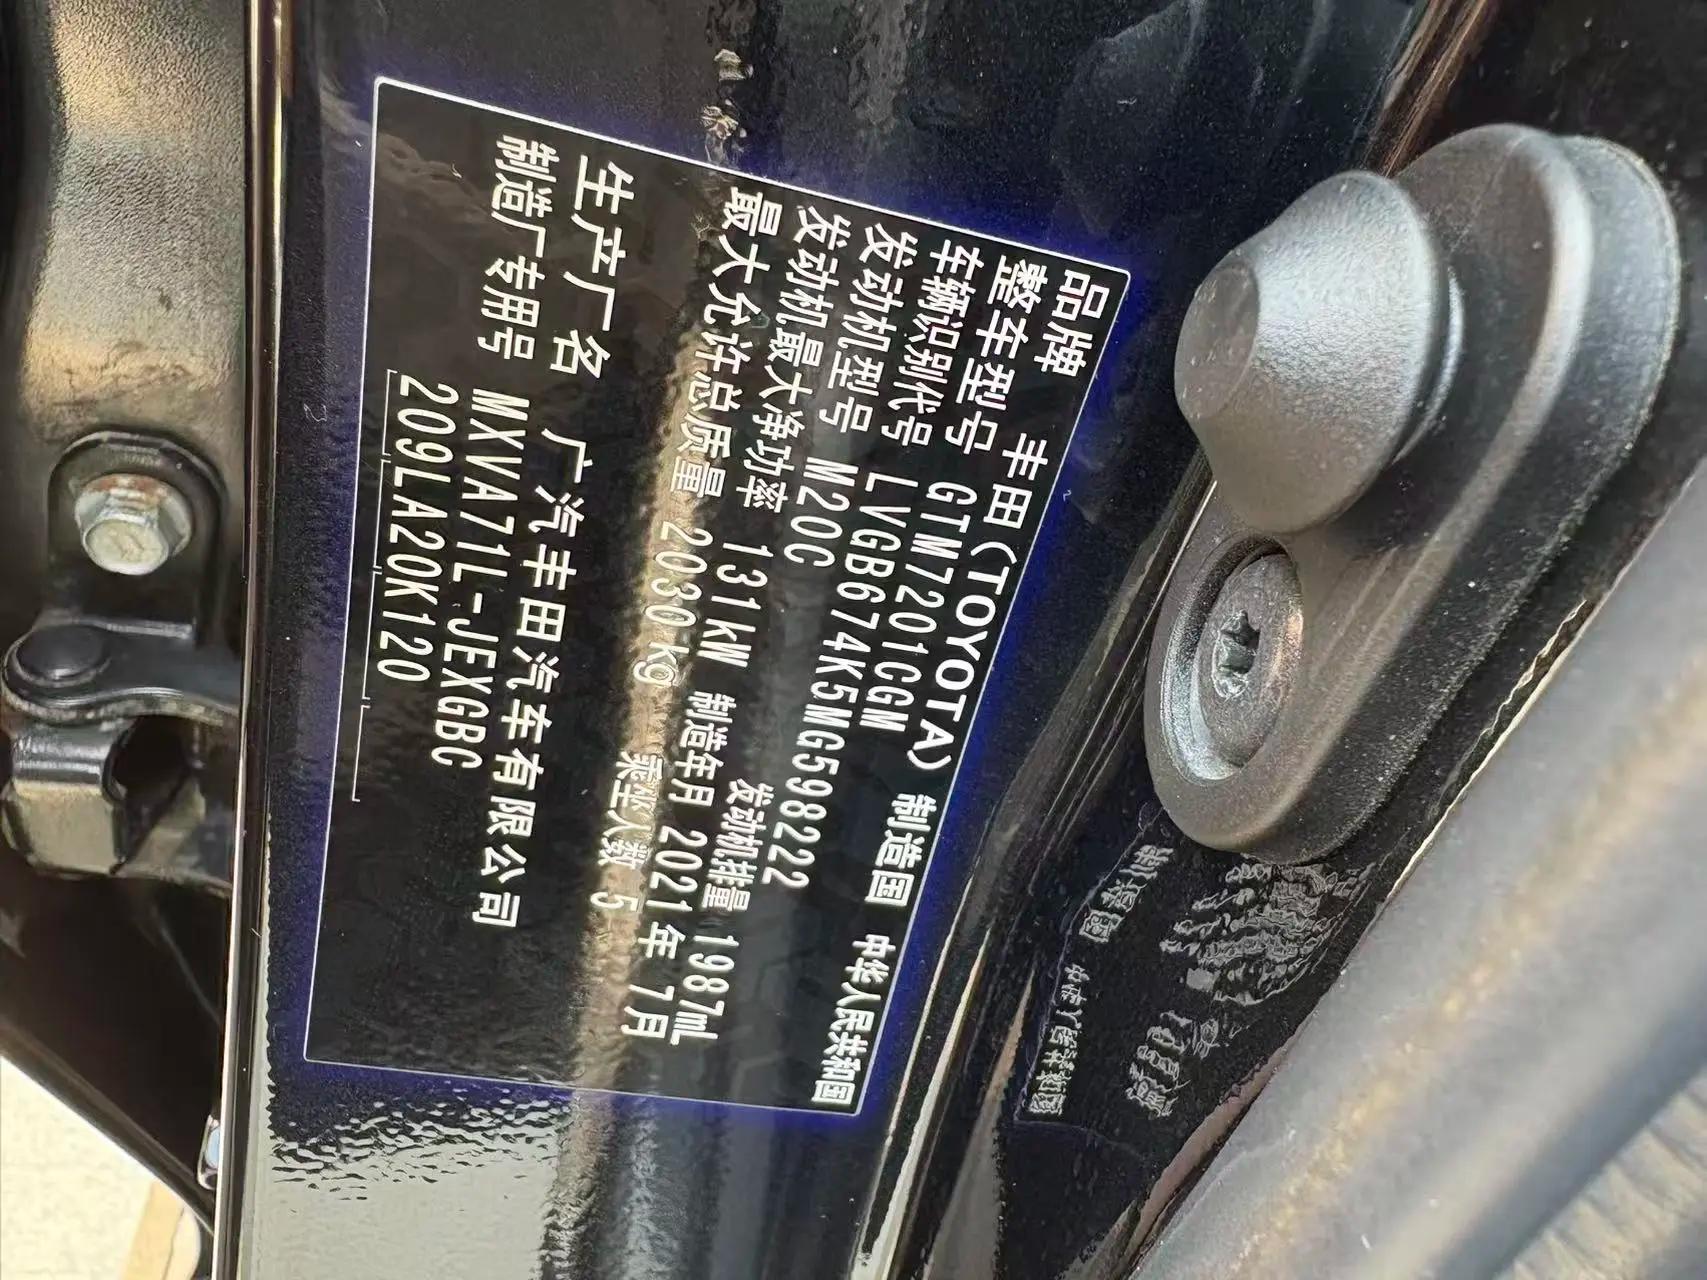 品牌 丰田(TOYOTA) 制造国 中华人民共和国
整车型号 GTM7201CGM
车辆识别代号 LVGB674K5MG598222
发动机型号 M20C
发动机最大净功率 131kW 发动机排量 1987mL
最大允许总质量 2030kg 制造年月 2021年7月
乘坐人数 5
生产厂名 广汽丰田汽车有限公司
制造厂专用号 MXVA71L-JEXGBC
209LA20K120